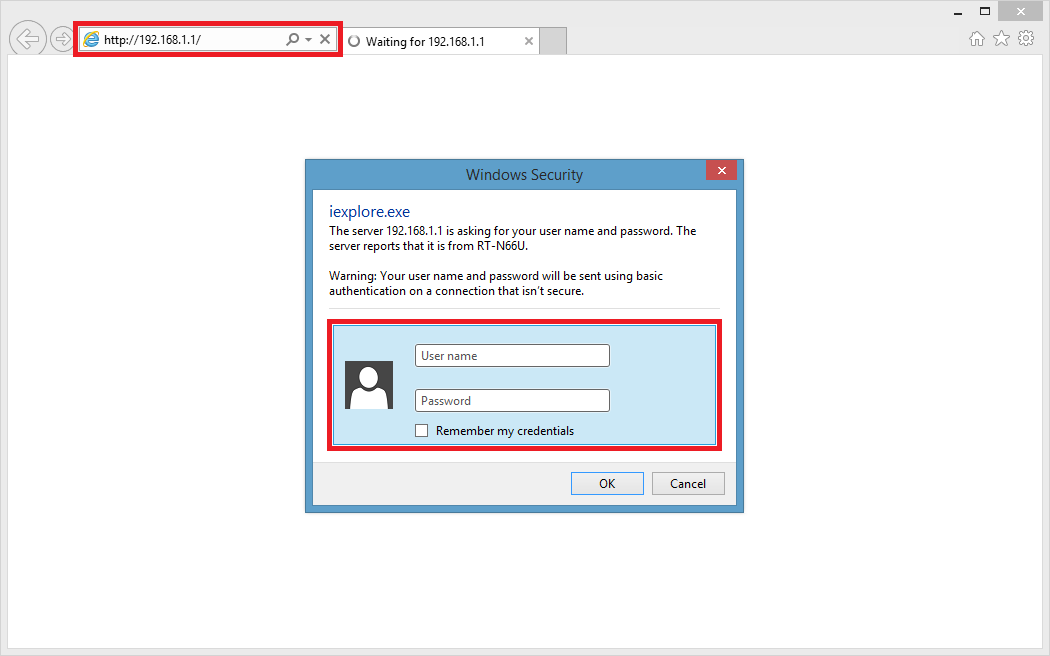 http://192.168.1.1/
Waiting for 192.168.1.1
Windows Security
iexplore.exe
The server 192.168.1.1 is asking for your user name and password. The
server reports that it is from RT-N66U.
Warning: Your user name and password will be sent using basic
authentication on a connection that isn't secure.
User name
Password
Remember my credentials
OK
Cancel